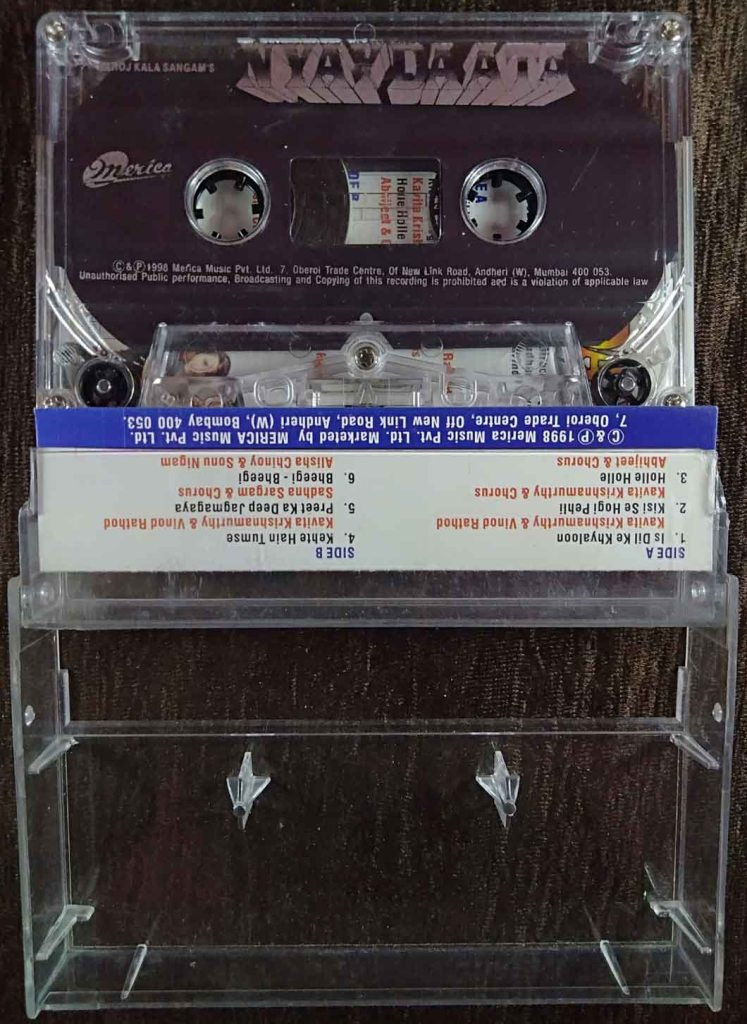 KALA SANGAM'S
NYAYDAATA
Merica
Holle Holle
Abhijeet &
©&℗1998 Merica Music Pvt. Ltd. 7, Oberoi Trade Centre, Of New Link Road, Andheri (W), Mumbai 400 053.
Unauthorised Public performance, Broadcasting and Copying of this recording is prohibited and is a violation of applicable law
SIDE A
1. Is Dil Ke Khyaloon
Kavita Krishnamurthy & Vinod Rathod
2. Kisi Se Hogi Pehli
Kavita Krishnamurthy & Chorus
3. Holle Holle
Abhijeet & Chorus
SIDE B
4. Kehte Hain Tumse
Kavita Krishnamurthy & Vinod Rathod
5. Preet Ka Deep Jagmagaya
Sadhna Sargam & Chorus
6. Bheegi - Bheegi
Alisha Chinoy & Sonu Nigam
© & ℗ 1998 Merica Music Pvt. Ltd. Marketed by MERICA Music Pvt. Ltd.
7, Oberoi Trade Centre, Off New Link Road, Andheri (W), Bombay 400 053.